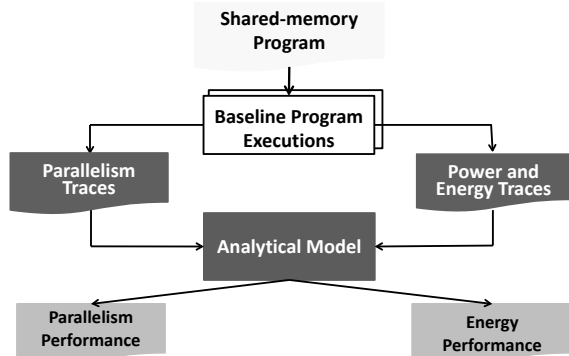 Shared-memory
Program
Baseline Program
Executions
Parallelism
Traces
Power and
Energy Traces
Analytical Model
Parallelism
Performance
Energy
Performance